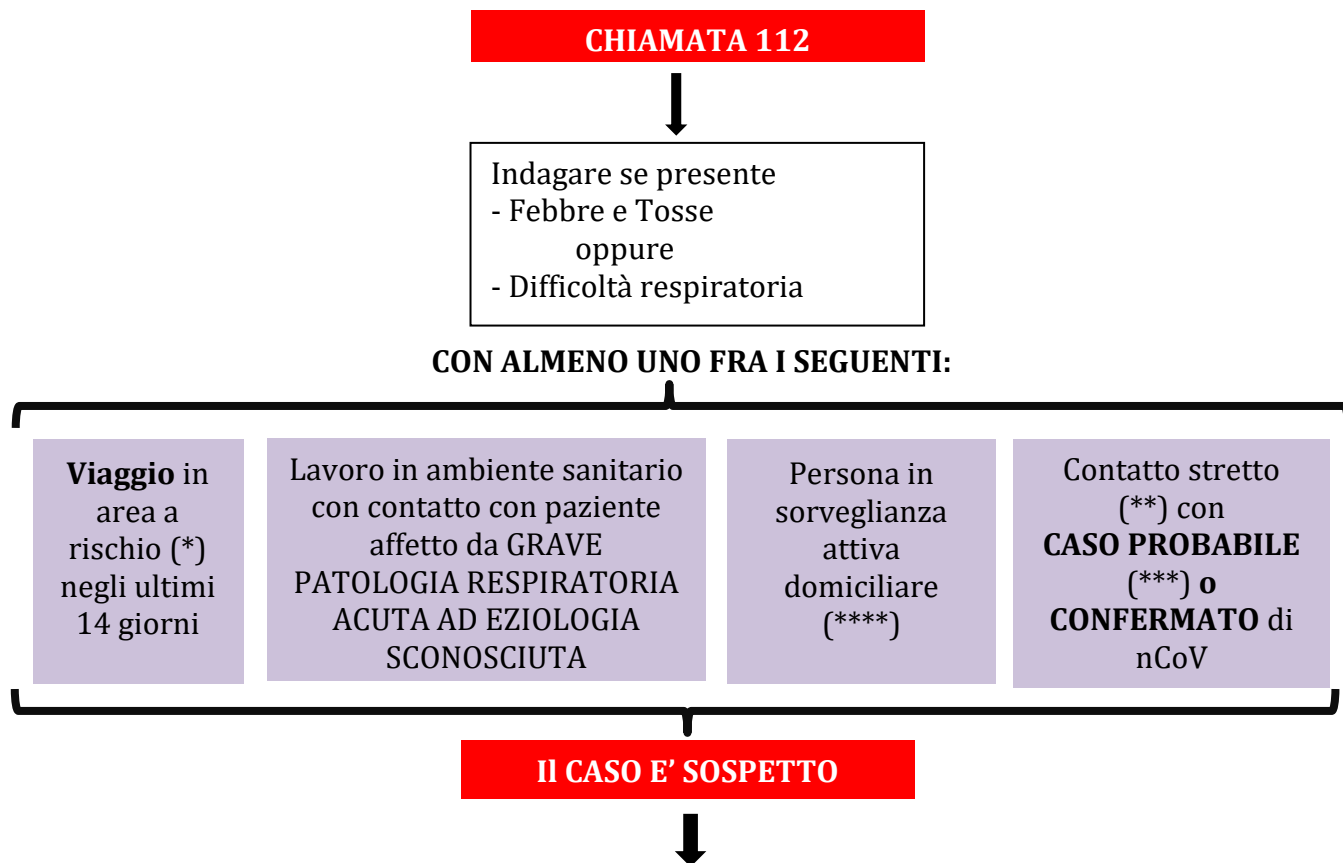 CHIAMATA 112
Indagare se presente
- Febbre e Tosse
oppure
- Difficoltà respiratoria
CON ALMENO UNO FRA I SEGUENTI:
Viaggio in
area a
rischio (*)
negli ultimi
14 giorni
Lavoro in ambiente sanitario
con contatto con paziente
affetto da GRAVE
PATOLOGIA RESPIRATORIA
ACUTA AD EZIOLOGIA
SCONOSCIUTA
Persona in
sorveglianza
attiva
domiciliare
(****)
Contatto stretto
(**) con
CASO PROBABILE
(***) o
CONFERMATO di
nCoV
Il CASO E’ SOSPETTO